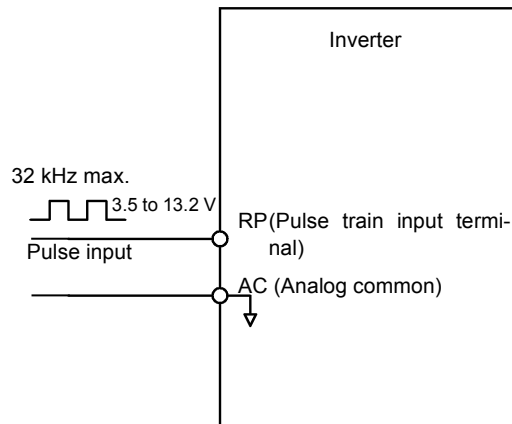 Inverter
32 kHz max.
3.5 to 13.2 V
RP(Pulse train input termi-
nal)
Pulse input
AC (Analog common)